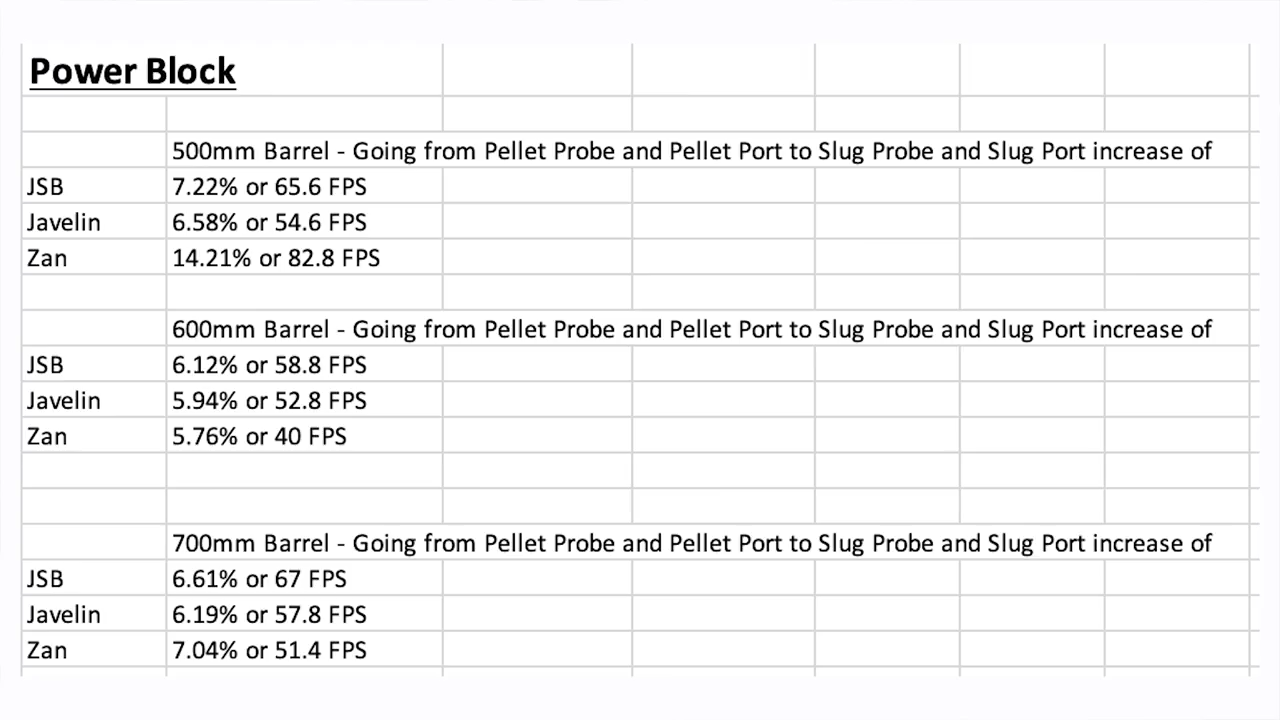 Power Block
500mm Barrel - Going from Pellet Probe and Pellet Port to Slug Probe and Slug Port increase of
JSB 7.22% or 65.6 FPS
Javelin 6.58% or 54.6 FPS
Zan 14.21% or 82.8 FPS
600mm Barrel - Going from Pellet Probe and Pellet Port to Slug Probe and Slug Port increase of
JSB 6.12% or 58.8 FPS
Javelin 5.94% or 52.8 FPS
Zan 5.76% or 40 FPS
700mm Barrel - Going from Pellet Probe and Pellet Port to Slug Probe and Slug Port increase of
JSB 6.61% or 67 FPS
Javelin 6.19% or 57.8 FPS
Zan 7.04% or 51.4 FPS